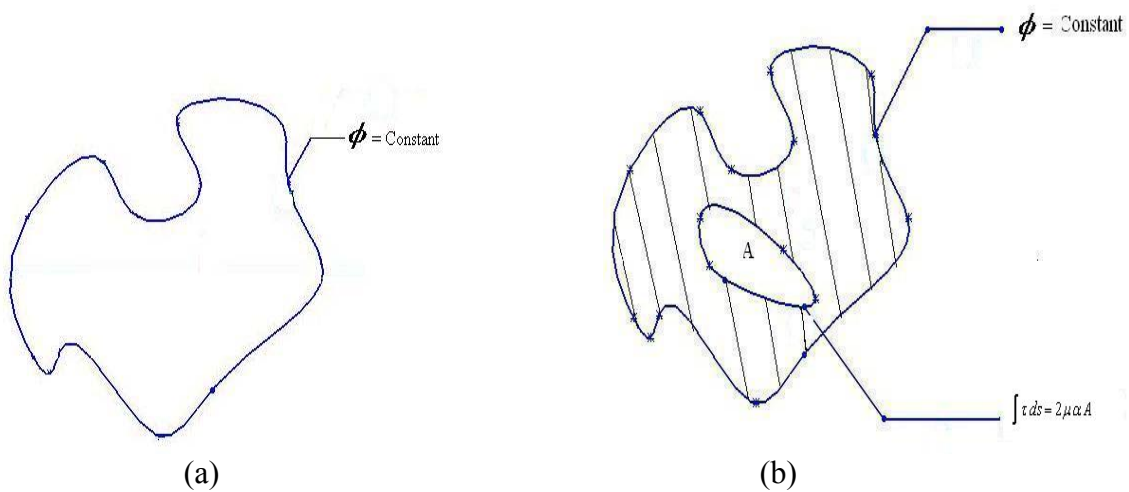 ϕ = Constant
ϕ = Constant
A
∫ τ ds = 2μαA
(a)
(b)